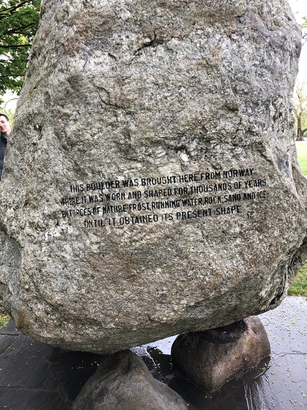 THIS BOULDER WAS BROUGHT HERE FROM NORWAY
WHERE IT WAS WORN AND SHAPED FOR THOUSANDS OF YEARS
BY FORCES OF NATURE. FROST, RUNNING WATER, ROCK, SAND AND ICE
UNTIL IT OBTAINED ITS PRESENT SHAPE